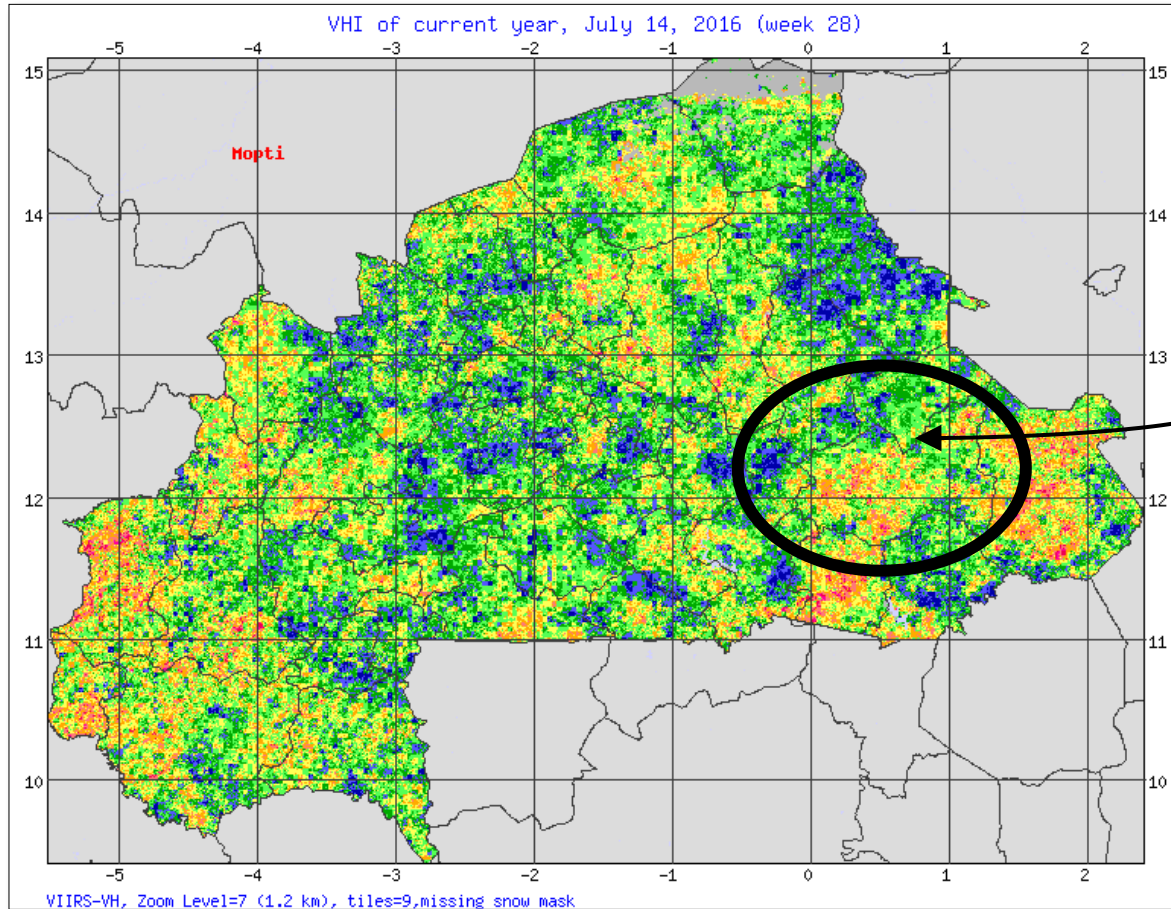 VHI of current year, July 14, 2016 (week 28)
-5 -4 -3 -2 -1 0 1 2
15 15
Mopti
14 14
13 13
12 12
11 11
10 10
-5 -4 -3 -2 -1 0 1 2
VIIRS-VH, Zoom Level=7 (1.2 km), tiles=9,missing snow mask